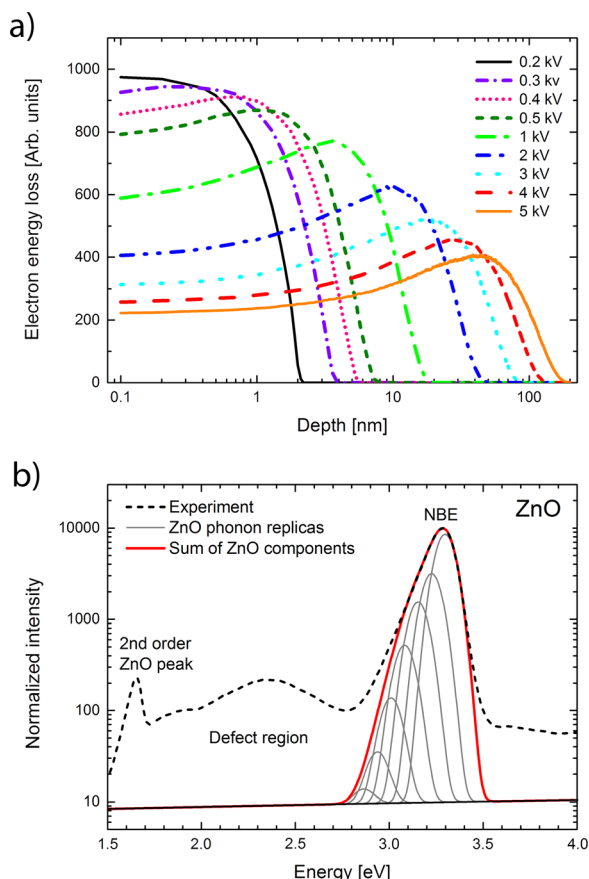 a)
Electron energy loss [Arb. units]
1000
800
600
400
200
0
0.2 kV
0.3 kv
0.4 kV
0.5 kV
1 kV
2 kV
3 kV
4 kV
5 kV
0.1
1
10
100
Depth [nm]
b)
Normalized intensity
10000
1000
100
10
Experiment
ZnO phonon replicas
Sum of ZnO components
NBE
ZnO
2nd order
ZnO peak
Defect region
1.5
2.0
2.5
3.0
3.5
4.0
Energy [eV]